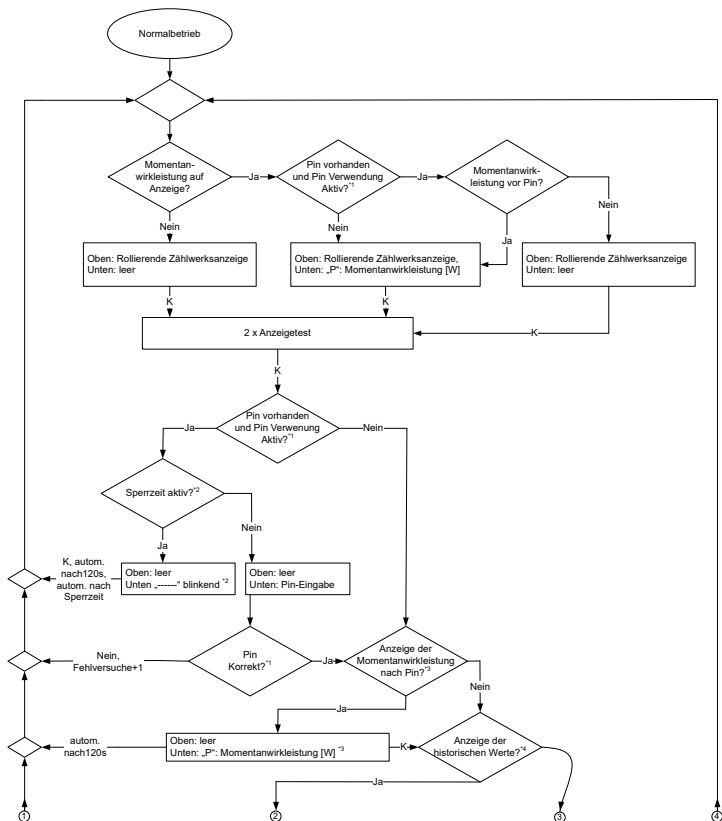 Normalbetrieb
Momentan-
wirkleistung auf
Anzeige?
Ja
Pin vorhanden
und Pin Verwendung
Aktiv?*1
Ja
Momentanwirk-
leistung vor Pin?
Nein
Nein
Ja
Nein
Oben: Rollierende Zählwerksanzeige
Unten: leer
Oben: Rollierende Zählwerksanzeige,
Unten: „P“: Momentanwirkleistung [W]
Oben: Rollierende Zählwerksanzeige
Unten: leer
K
K
2 x Anzeigetest
K
K
Pin vorhanden
und Pin Verwenung
Aktiv?*1
Ja
Nein
Sperrzeit aktiv?*2
Ja
Nein
K, autom.
nach120s,
autom. nach
Sperrzeit
Oben: leer
Unten „------“ blinkend *2
Oben: leer
Unten: Pin-Eingabe
Nein,
Fehlversuche+1
Pin
Korrekt?*1
Ja
Anzeige der
Momentanwirkleistung
nach Pin?*3
Ja
Nein
autom.
nach120s
Oben: leer
Unten: „P“: Momentanwirkleistung [W] *3
K
Anzeige der
historischen Werte?*4
Ja
1
2
3
4